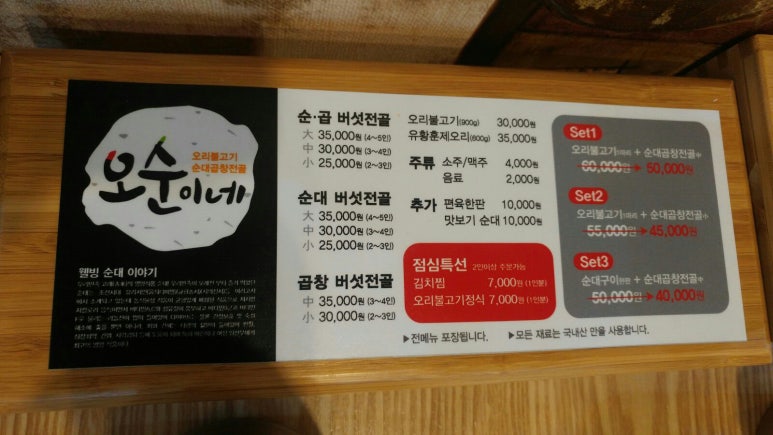 오순이네
오리불고기
순대곱창전골
웰빙 순대 이야기
순·곱 버섯전골
大 35,000원 (4~5인)
中 30,000원 (3~4인)
小 25,000원 (2~3인)
순대 버섯전골
大 35,000원 (4~5인)
中 30,000원 (3~4인)
小 25,000원 (2~3인)
곱창 버섯전골
中 35,000원 (3~4인)
小 30,000원 (2~3인)
오리불고기(900g) 30,000원
유황훈제오리(600g) 35,000원
주류 소주/맥주 4,000원
음료 2,000원
추가 편육한판 10,000원
맛보기 순대 10,000원
점심특선 2인이상 주문가능
김치찜 7,000원 (1인분)
오리불고기정식 7,000원 (1인분)
▶전메뉴 포장됩니다. ▶모든 재료는 국내산 만을 사용합니다.
Set1
오리불고기1마리 + 순대곱창전골中
60,000원 → 50,000원
Set2
오리불고기1마리 + 순대곱창전골小
55,000원 → 45,000원
Set3
순대구이한판 + 순대곱창전골小
50,000원 → 40,000원